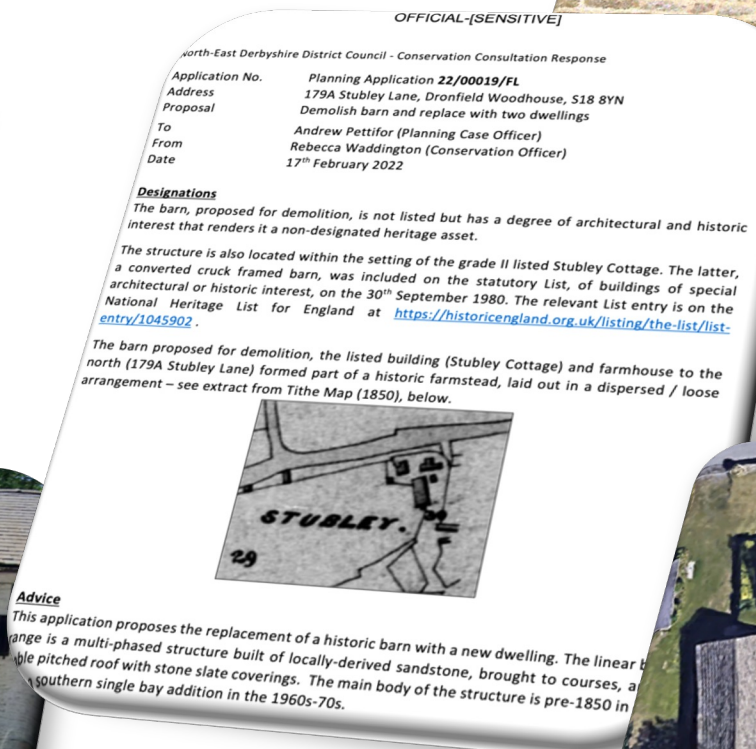 OFFICIAL-[SENSITIVE]
North-East Derbyshire District Council - Conservation Consultation Response
Application No. Planning Application 22/00019/FL
Address 179A Stubley Lane, Dronfield Woodhouse, S18 8YN
Proposal Demolish barn and replace with two dwellings
To Andrew Pettifor (Planning Case Officer)
From Rebecca Waddington (Conservation Officer)
Date 17th February 2022
Designations
The barn, proposed for demolition, is not listed but has a degree of architectural and historic
interest that renders it a non-designated heritage asset.
The structure is also located within the setting of the grade II listed Stubley Cottage. The latter,
a converted cruck framed barn, was included on the statutory List, of buildings of special
architectural or historic interest, on the 30th September 1980. The relevant List entry is on the
National Heritage List for England at https://historicengland.org.uk/listing/the-list/list-
entry/1045902 .
The barn proposed for demolition, the listed building (Stubley Cottage) and farmhouse to the
north (179A Stubley Lane) formed part of a historic farmstead, laid out in a dispersed / loose
arrangement – see extract from Tithe Map (1850), below.
STUBLEY.
29
Advice
This application proposes the replacement of a historic barn with a new dwelling. The linear
range is a multi-phased structure built of locally-derived sandstone, brought to courses,
pitched roof with stone slate coverings. The main body of the structure is pre-1850 in
southern single bay addition in the 1960s-70s.